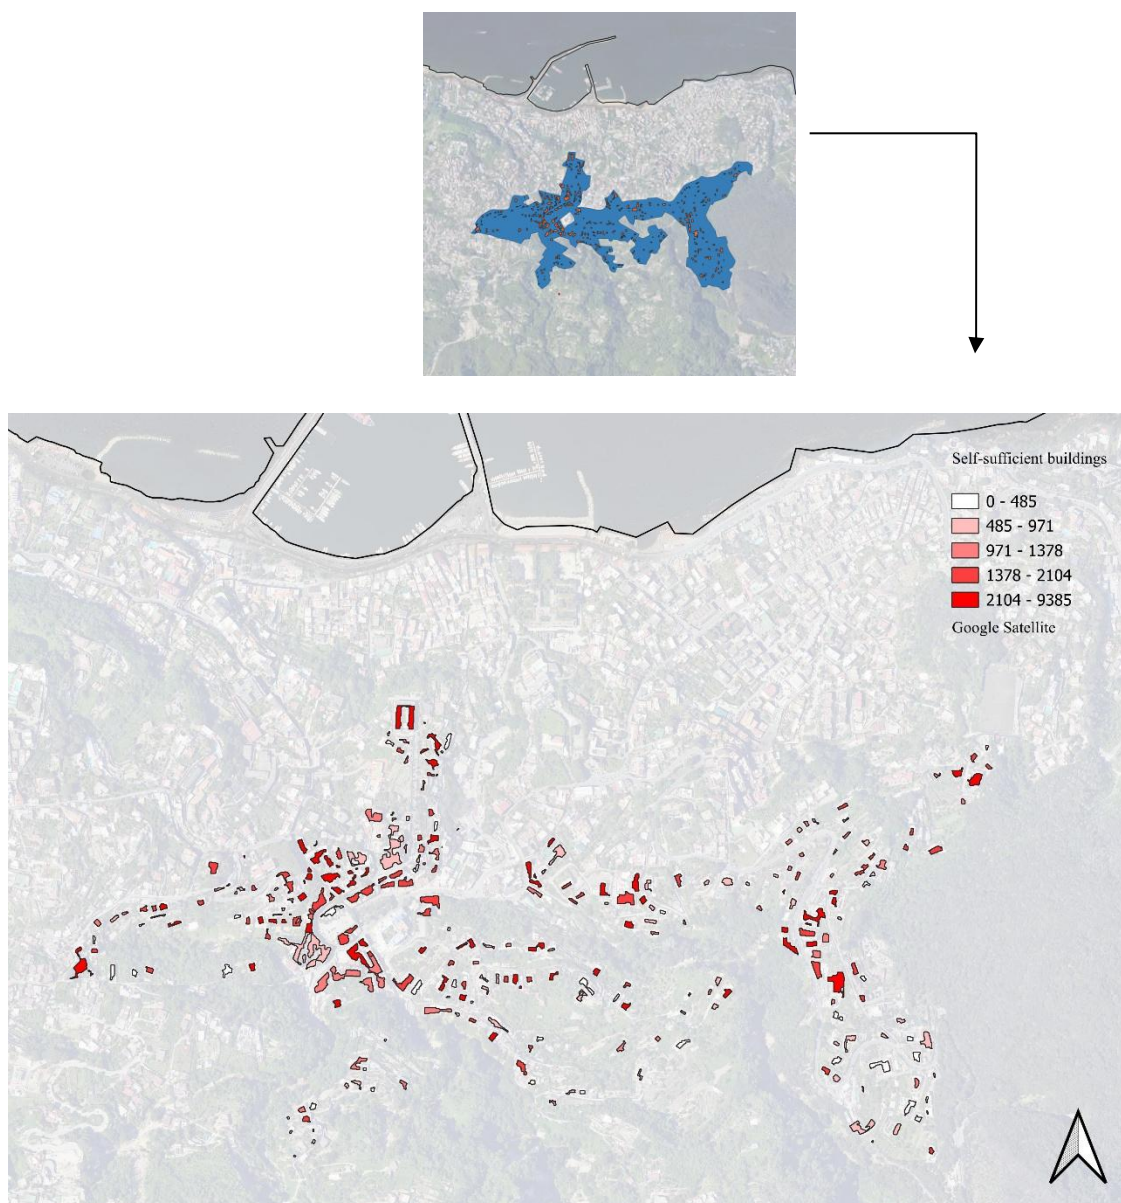 Self-sufficient buildings
0 - 485
485 - 971
971 - 1378
1378 - 2104
2104 - 9385
Google Satellite